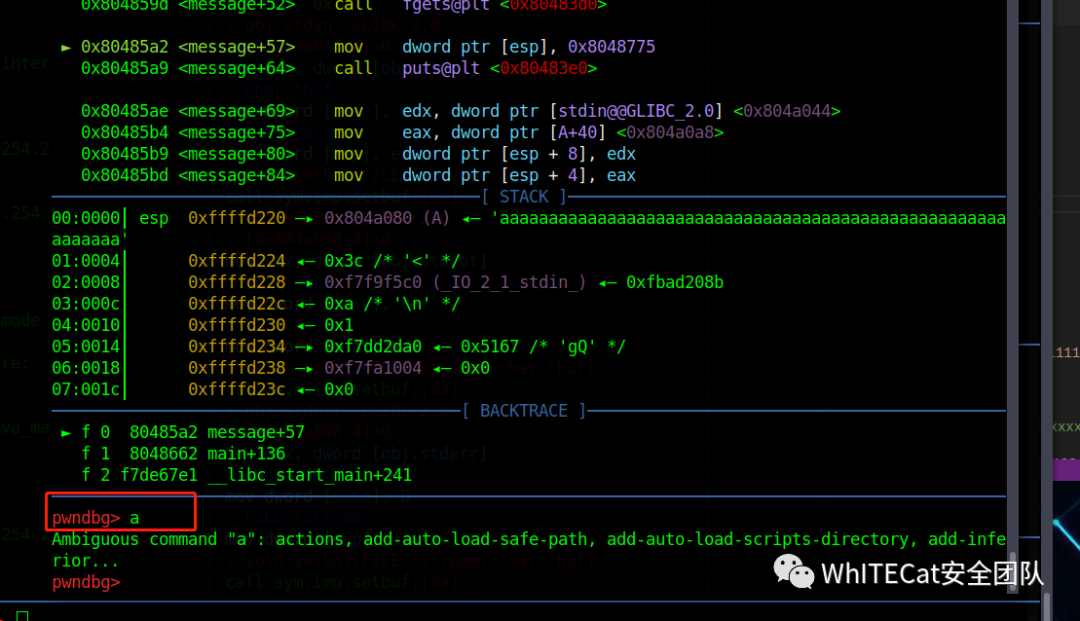 0x804859d <message+52> call fgets@plt <0x80483d0>
► 0x80485a2 <message+57> mov dword ptr [esp], 0x8048775
0x80485a9 <message+64> call puts@plt <0x80483e0>
0x80485ae <message+69> mov edx, dword ptr [stdin@@GLIBC_2.0] <0x804a044>
0x80485b4 <message+75> mov eax, dword ptr [A+40] <0x804a0a8>
0x80485b9 <message+80> mov dword ptr [esp + 8], edx
0x80485bd <message+84> mov dword ptr [esp + 4], eax
[ STACK ]
00:0000│ esp 0xffffd220 —▸ 0x804a080 (A) ◂— 'aaaaaaaaaaaaaaaaaaaaaaaaaaaaaaaaaaaaaaaaaaaaaaaaaaaa
aaaaaaa'
01:0004│ 0xffffd224 ◂— 0x3c /* '<' */
02:0008│ 0xffffd228 —▸ 0xf7f9f5c0 (_IO_2_1_stdin_) ◂— 0xfbad208b
03:000c│ 0xffffd22c ◂— 0xa /* '\n' */
04:0010│ 0xffffd230 ◂— 0x1
05:0014│ 0xffffd234 —▸ 0xf7dd2da0 ◂— 0x5167 /* 'gQ' */
06:0018│ 0xffffd238 —▸ 0xf7fa1004 ◂— 0x0
07:001c│ 0xffffd23c ◂— 0x0
[ BACKTRACE ]
► f 0 80485a2 message+57
f 1 8048662 main+136
f 2 f7de67e1 __libc_start_main+241
pwndbg> a
Ambiguous command "a": actions, add-auto-load-safe-path, add-auto-load-scripts-directory, add-infe
rior...
pwndbg>
WhITECat安全团队